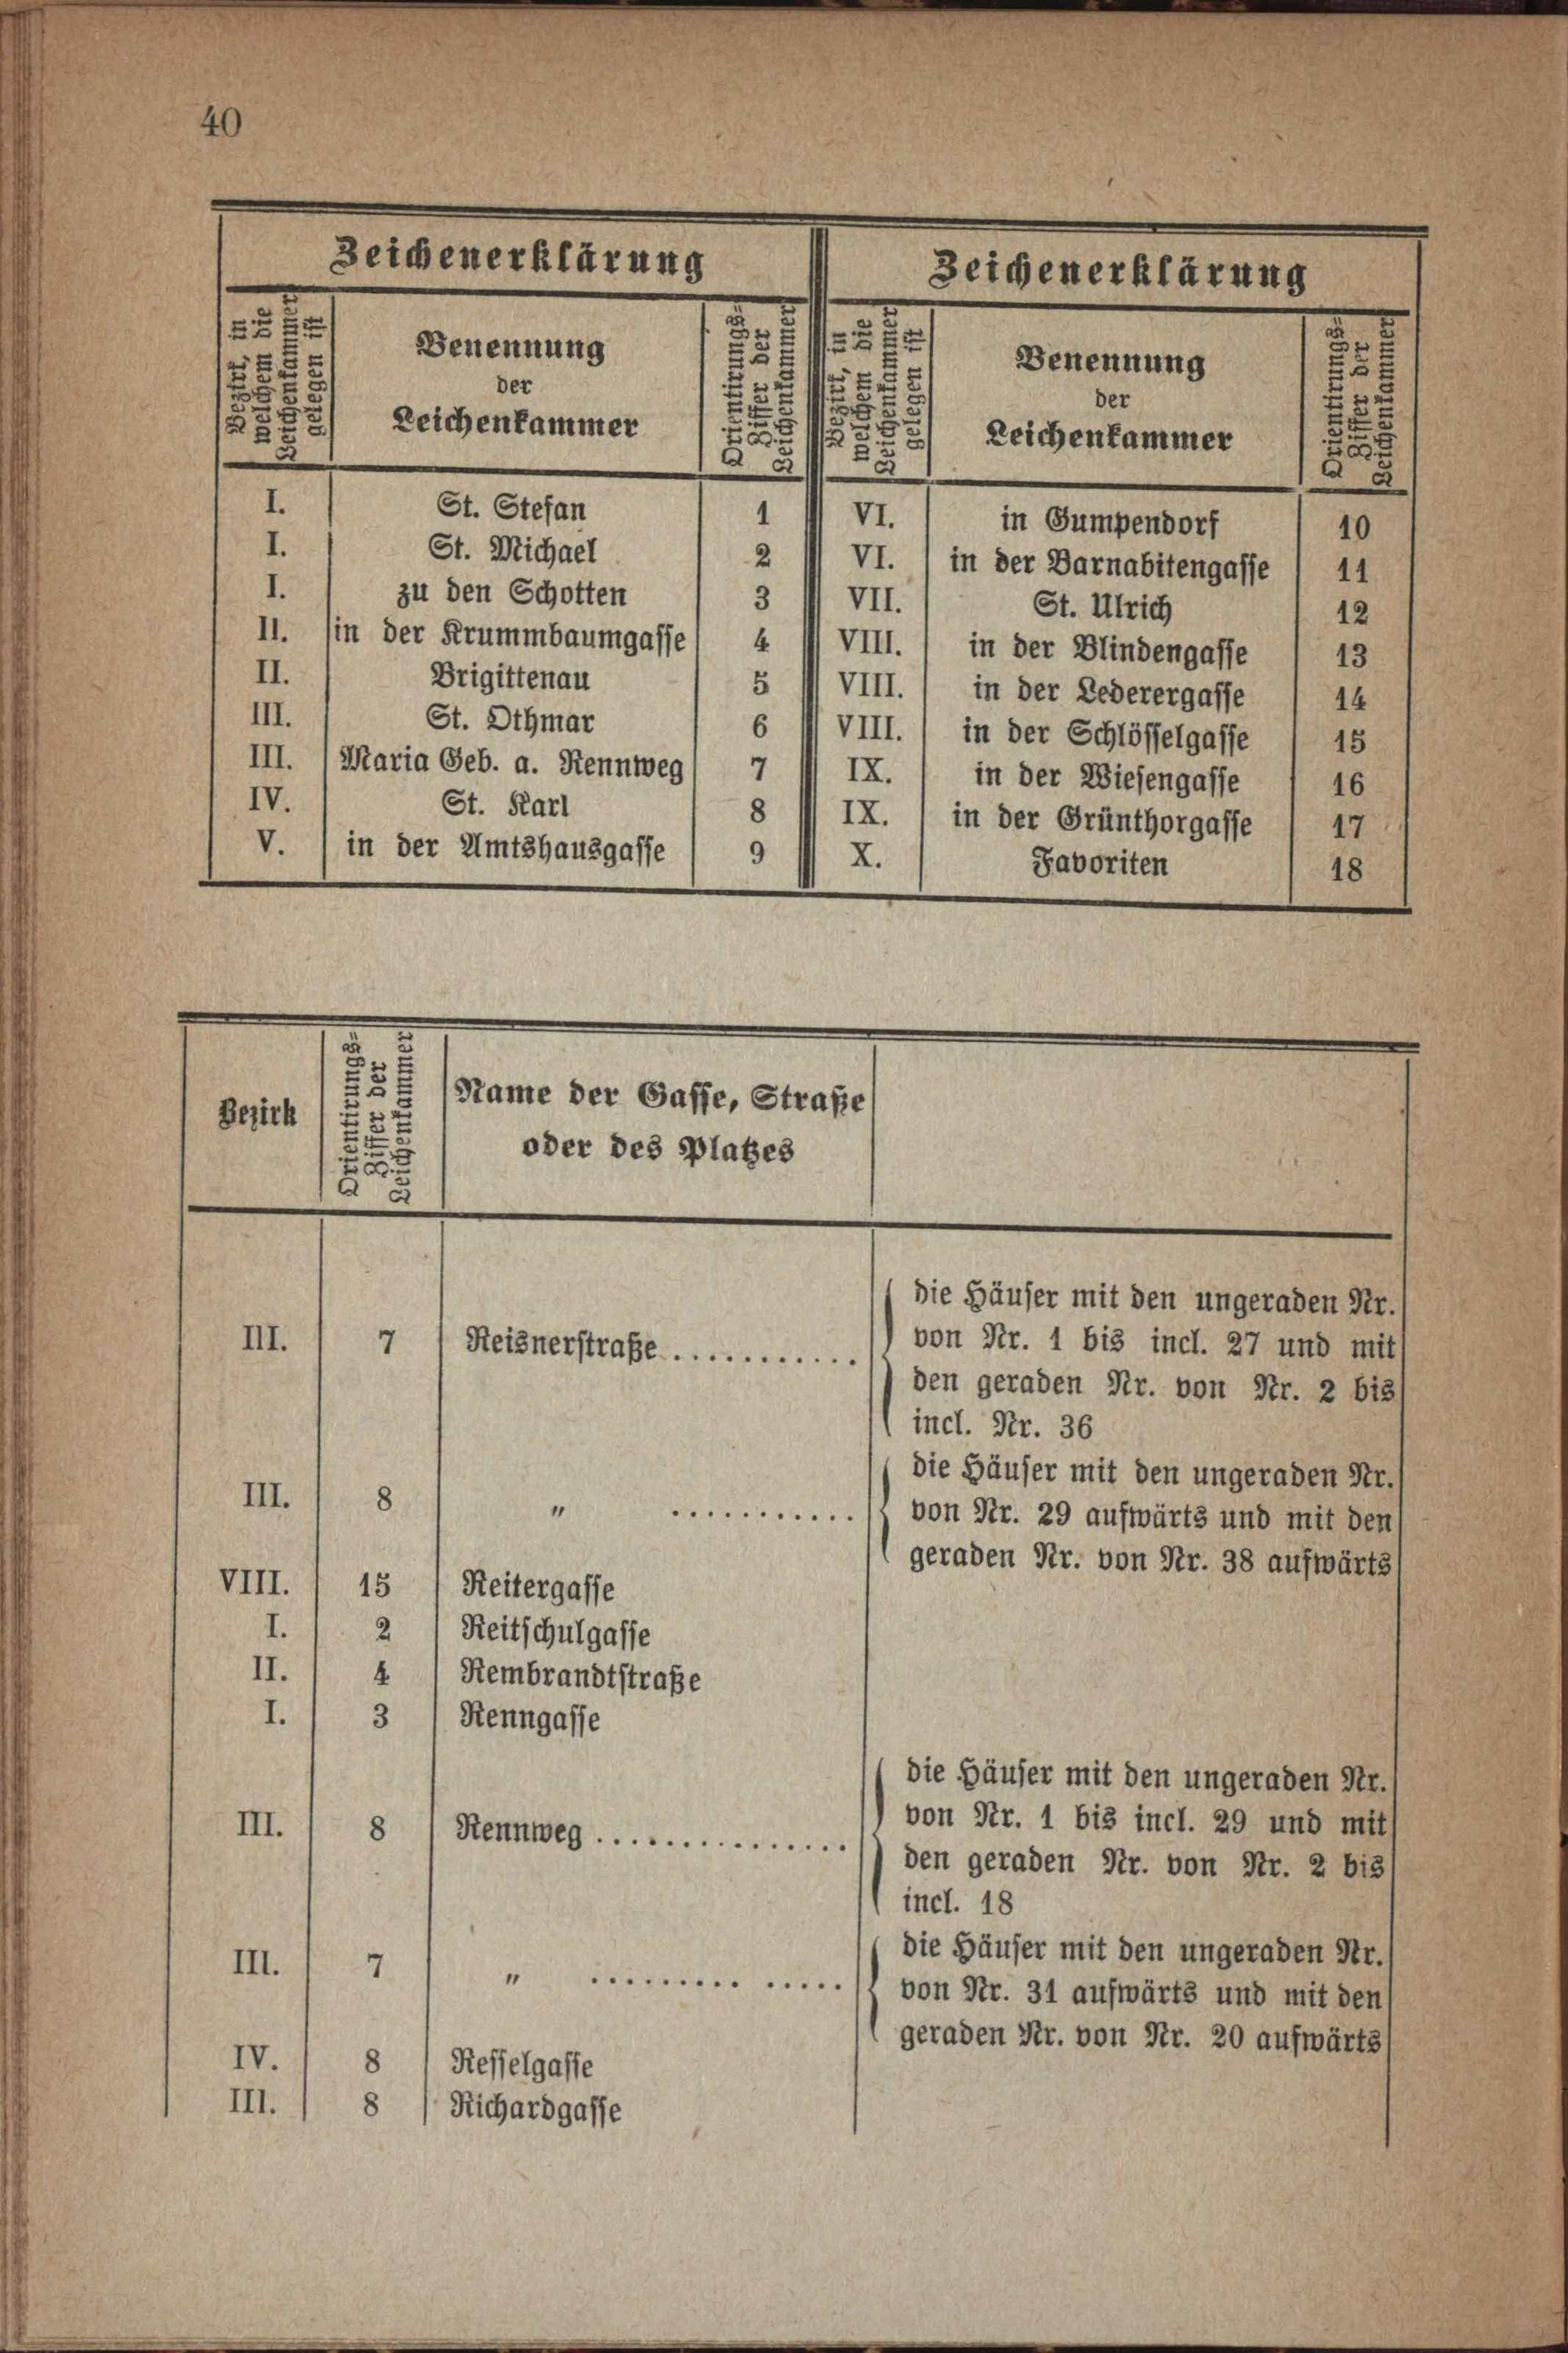 40
Zeichenerklärung
Bezirk, in
welchem die
Leichenkammer
gelegen ist
Benennung
der
Leichenkammer
Orientirungs-
Ziffer der
Leichenkammer
I. St. Stefan 1
I. St. Michael 2
I. zu den Schotten 3
II. in der Krummbaumgasse 4
II. Brigittenau 5
III. St. Othmar 6
III. Maria Geb. a. Rennweg 7
IV. St. Karl 8
V. in der Amtshausgasse 9
Zeichenerklärung
Bezirk, in
welchem die
Leichenkammer
gelegen ist
Benennung
der
Leichenkammer
Orientirungs-
Ziffer der
Leichenkammer
VI. in Gumpendorf 10
VI. in der Barnabitengasse 11
VII. St. Ulrich 12
VIII. in der Blindengasse 13
VIII. in der Lederergasse 14
VIII. in der Schlösselgasse 15
IX. in der Wiesengasse 16
IX. in der Grünthorgasse 17
X. Favoriten 18
Bezirk
Orientirungs-
Ziffer der
Leichenkammer
Name der Gasse, Straße
oder des Platzes
III. 7 Reisnerstraße ............
die Häuser mit den ungeraden Nr.
von Nr. 1 bis incl. 27 und mit
den geraden Nr. von Nr. 2 bis
incl. Nr. 36
III. 8 " ...........
die Häuser mit den ungeraden Nr.
von Nr. 29 aufwärts und mit den
geraden Nr. von Nr. 38 aufwärts
VIII. 15 Reitergasse
I. 2 Reitschulgasse
II. 4 Rembrandtstraße
I. 3 Renngasse
III. 8 Rennweg ...............
die Häuser mit den ungeraden Nr.
von Nr. 1 bis incl. 29 und mit
den geraden Nr. von Nr. 2 bis
incl. 18
III. 7 " ......... .....
die Häuser mit den ungeraden Nr.
von Nr. 31 aufwärts und mit den
geraden Nr. von Nr. 20 aufwärts
IV. 8 Resselgasse
III. 8 Richardgasse